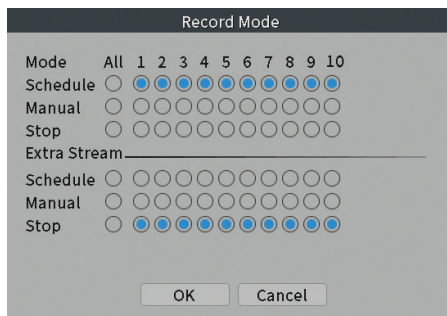 Record Mode
Mode All 1 2 3 4 5 6 7 8 9 10
Schedule
Manual
Stop
Extra Stream
Schedule
Manual
Stop
OK Cancel